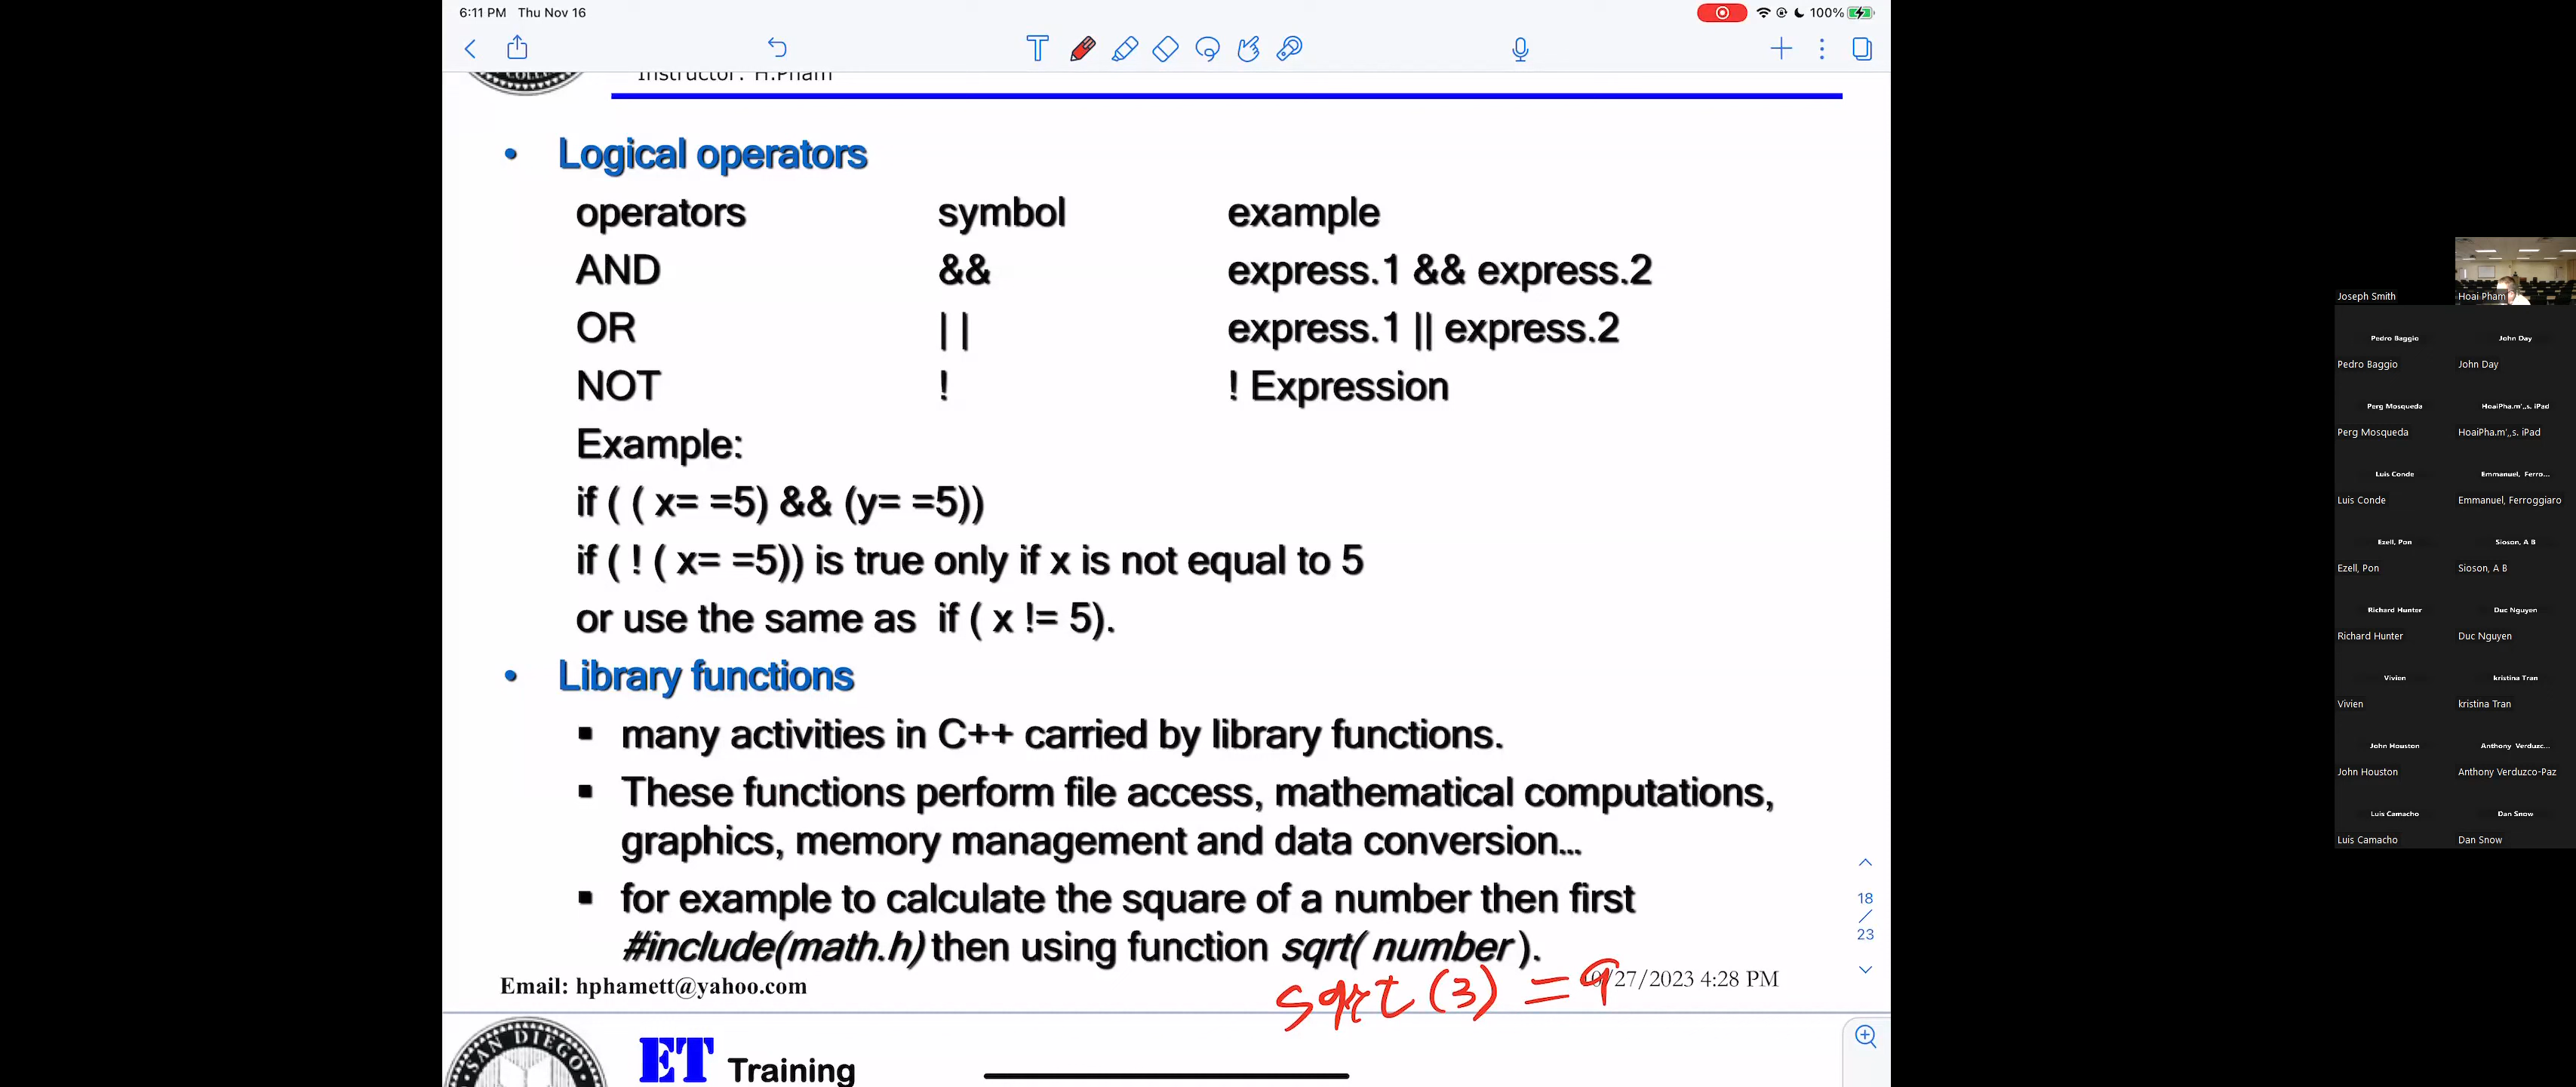 6:11 PM Thu Nov 16
100%
Instructor: H.Pham
• Logical operators
operators symbol example
AND && express.1 && express.2
OR || express.1 || express.2
NOT ! ! Expression
Example:
if ( ( x= =5) && (y= =5))
if ( ! ( x= =5)) is true only if x is not equal to 5
or use the same as if ( x != 5).
• Library functions
▪ many activities in C++ carried by library functions.
▪ These functions perform file access, mathematical computations,
graphics, memory management and data conversion...
▪ for example to calculate the square of a number then first
#include(math.h) then using function sqrt( number ).
Email: hphamett@yahoo.com
/27/2023 4:28 PM
sqrt (3) = 9
18
/
23
SAN DIEGO
ET Training
Joseph Smith
Hoai Pham
Pedro Baggio
John Day
Pedro Baggio
John Day
Perg Mosqueda
HoaiPha.m',,s. iPad
Perg Mosqueda
HoaiPha.m',,s. iPad
Luis Conde
Emmanuel, Ferro...
Luis Conde
Emmanuel, Ferroggiaro
Ezell, Pon
Sioson, A B
Ezell, Pon
Sioson, A B
Richard Hunter
Duc Nguyen
Richard Hunter
Duc Nguyen
Vivien
kristina Tran
Vivien
kristina Tran
John Houston
Anthony Verduzc...
John Houston
Anthony Verduzco-Paz
Luis Camacho
Dan Snow
Luis Camacho
Dan Snow